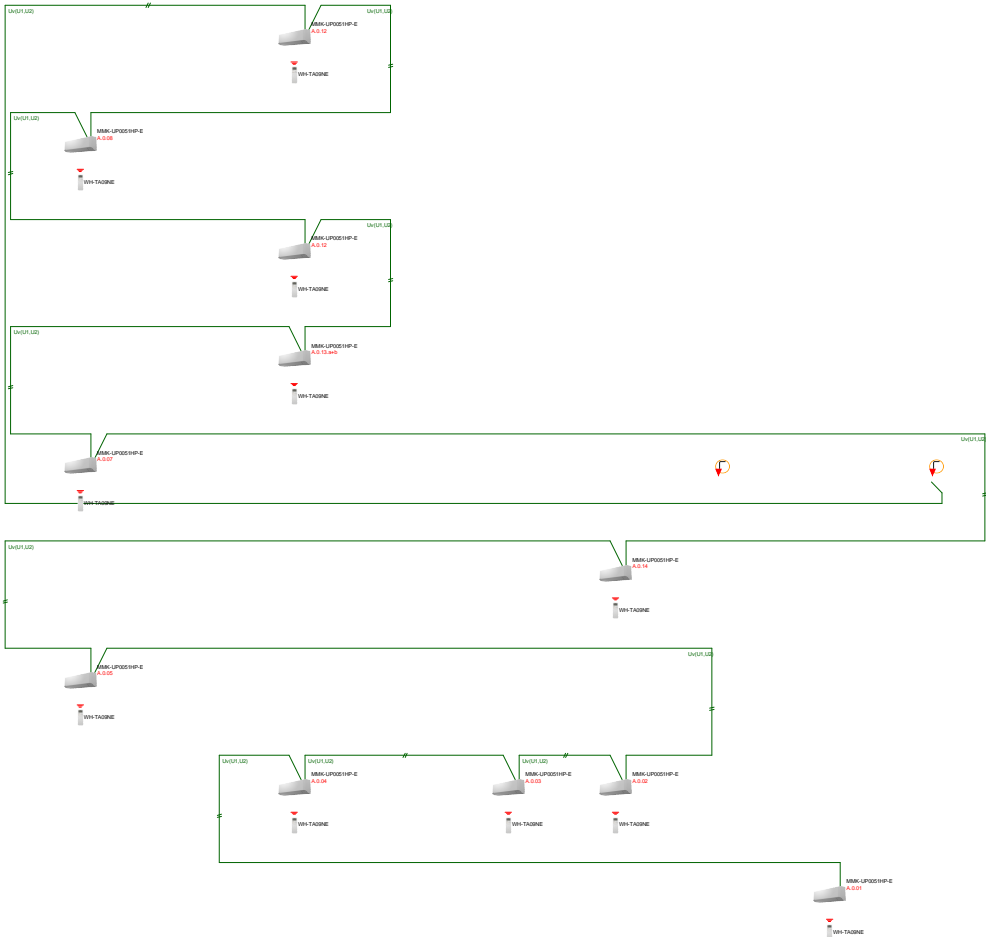 Uv(U1,U2)
Uv(U1,U2)
MMK-UP0051HP-E
A.0.12
WH-TA09NE
Uv(U1,U2)
MMK-UP0051HP-E
A.0.08
WH-TA09NE
Uv(U1,U2)
MMK-UP0051HP-E
A.0.12
WH-TA09NE
Uv(U1,U2)
MMK-UP0051HP-E
A.0.13.a+b
WH-TA09NE
Uv(U1,U2)
MMK-UP0051HP-E
A.0.07
WH-TA09NE
Uv(U1,U2)
MMK-UP0051HP-E
A.0.14
WH-TA09NE
Uv(U1,U2)
MMK-UP0051HP-E
A.0.05
WH-TA09NE
Uv(U1,U2)
Uv(U1,U2)
Uv(U1,U2)
MMK-UP0051HP-E
A.0.04
MMK-UP0051HP-E
A.0.03
MMK-UP0051HP-E
A.0.02
WH-TA09NE
WH-TA09NE
WH-TA09NE
MMK-UP0051HP-E
A.0.01
WH-TA09NE